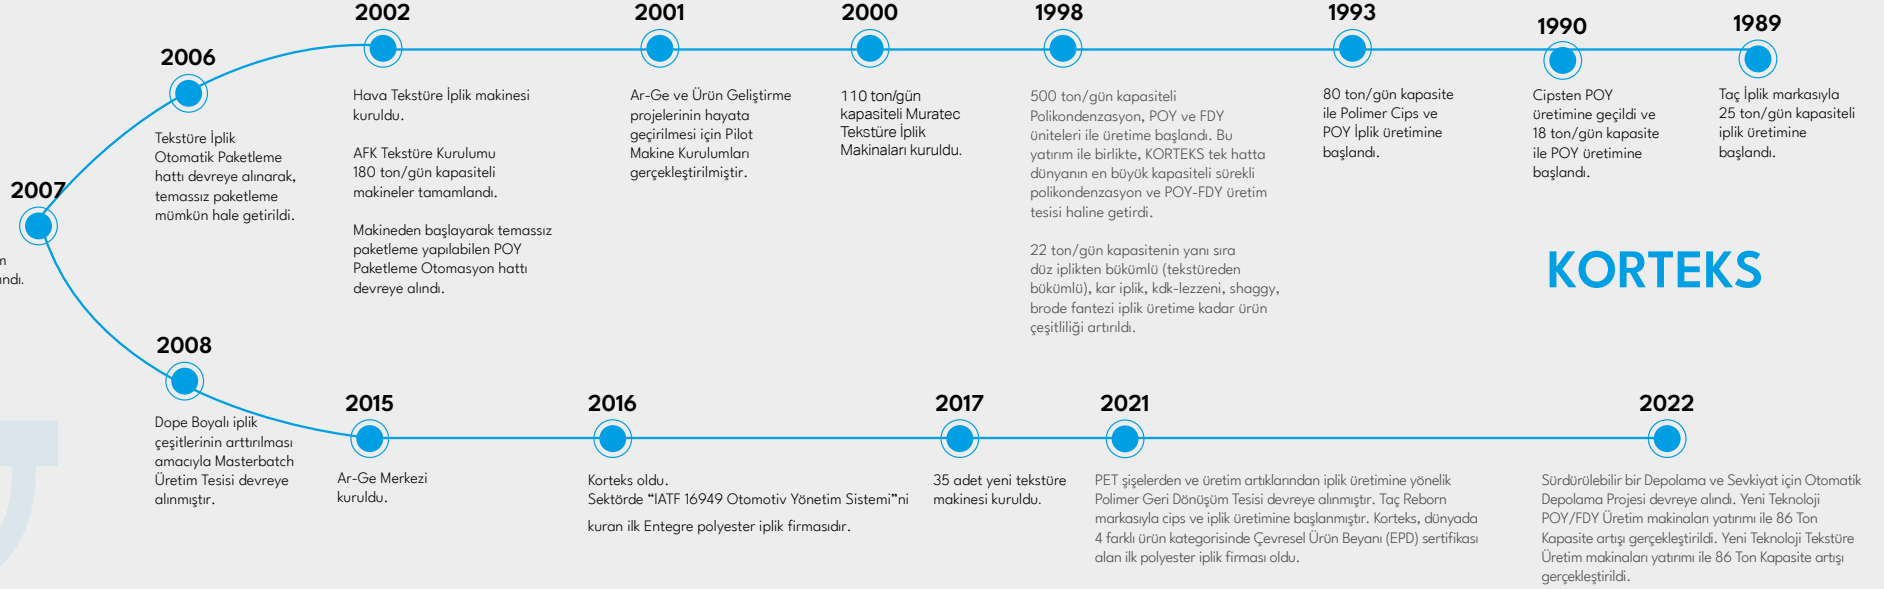 2002
2001
2000
1998
1993
1990
1989
2006
2007
Hava Tekstüre İplik makinesi
kuruldu.
AFK Tekstüre Kurulumu
180 ton/gün kapasiteli
makineler tamamlandı.
Makineden başlayarak temassız
paketleme yapılabilen POY
Paketleme Otomasyon hattı
devreye alındı.
Ar-Ge ve Ürün Geliştirme
projelerinin hayata
geçirilmesi için Pilot
Makine Kurulumları
gerçekleştirilmiştir.
110 ton/gün
kapasiteli Muratec
Tekstüre İplik
Makinaları kuruldu.
500 ton/gün kapasiteli
Polikondenzasyon, POY ve FDY
üniteleri ile üretime başlandı. Bu
yatırım ile birlikte, KORTEKS tek hatta
dünyanın en büyük kapasiteli sürekli
polikondenzasyon ve POY-FDY üretim
tesisi haline getirdi.
22 ton/gün kapasitenin yanı sıra
düz iplikten bükümlü (tekstüreden
bükümlü), kar iplik, kdk-lezzeni, shaggy,
brode fantezi iplik üretime kadar ürün
çeşitliliği artırıldı.
80 ton/gün kapasite
ile Polimer Cips ve
POY İplik üretimine
başlandı.
Cipsten POY
üretimine geçildi ve
18 ton/gün kapasite
ile POY üretimine
başlandı.
Taç İplik markasıyla
25 ton/gün kapasiteli
iplik üretimine
başlandı.
Tekstüre İplik
Otomatik Paketleme
hattı devreye alınarak,
temassız paketleme
mümkün hale getirildi.
KORTEKS
2008
2015
2016
2017
2021
2022
Dope Boyalı iplik
çeşitlerinin arttırılması
amacıyla Masterbatch
Üretim Tesisi devreye
alınmıştır.
Ar-Ge Merkezi
kuruldu.
Korteks oldu.
Sektörde “IATF 16949 Otomotiv Yönetim Sistemi”ni
kuran ilk Entegre polyester iplik firmasıdır.
35 adet yeni tekstüre
makinesi kuruldu.
PET şişelerden ve üretim artıklarından iplik üretimine yönelik
Polimer Geri Dönüşüm Tesisi devreye alınmıştır. Taç Reborn
markasıyla cips ve iplik üretimine başlanmıştır. Korteks, dünyada
4 farklı ürün kategorisinde Çevresel Ürün Beyanı (EPD) sertifikası
alan ilk polyester iplik firması oldu.
Sürdürülebilir bir Depolama ve Sevkiyat için Otomatik
Depolama Projesi devreye alındı. Yeni Teknoloji
POY/FDY Üretim makinaları yatırımı ile 86 Ton
Kapasite artışı gerçekleştirildi. Yeni Teknoloji Tekstüre
Üretim makinaları yatırımı ile 86 Ton Kapasite artışı
gerçekleştirildi.